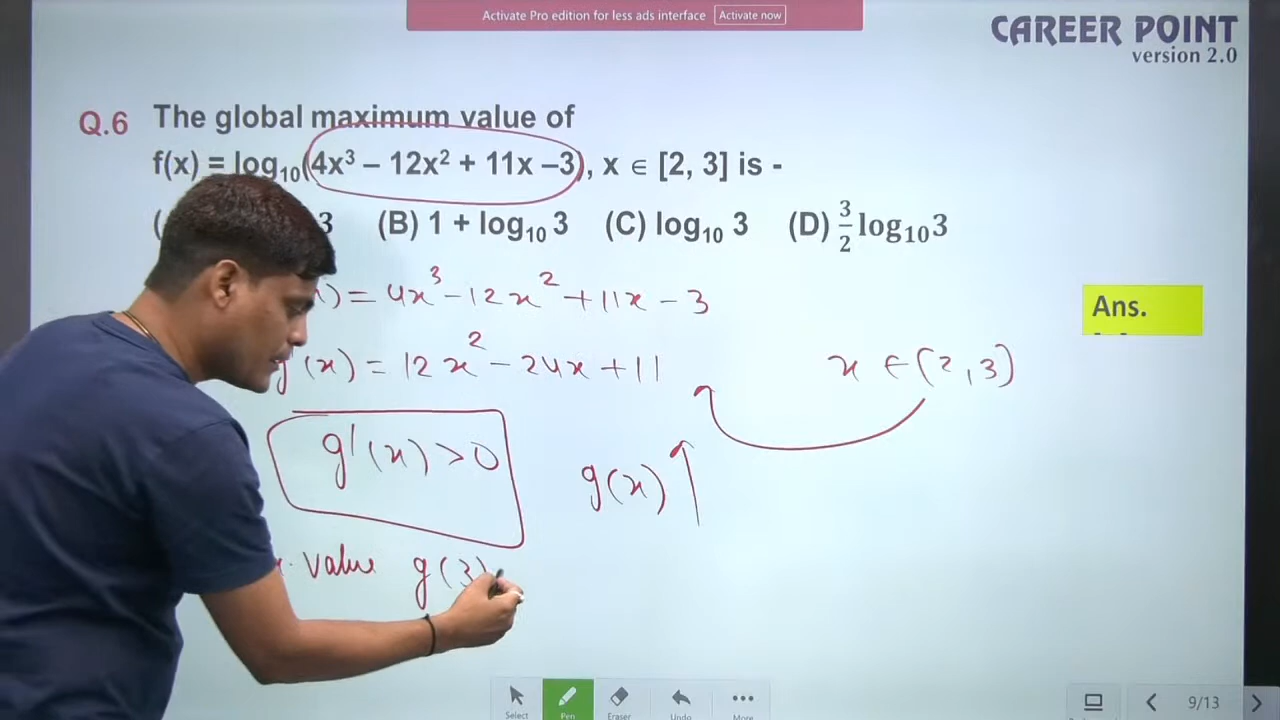 Activate Pro edition for less ads interface Activate now
CAREER POINT
version 2.0
Q.6 The global maximum value of
f(x) = log₁₀(4x³ – 12x² + 11x –3), x ∈ [2, 3] is -
( 3 (B) 1 + log₁₀ 3 (C) log₁₀ 3 (D) 3/2 log₁₀3
) = 4x³ - 12x² + 11x - 3
Ans.
g'(x) = 12x² - 24x + 11 x ∈ (2,3)
g'(x) > 0 g(x) ↑
value g(3)
Select Pen Eraser Undo More 9/13